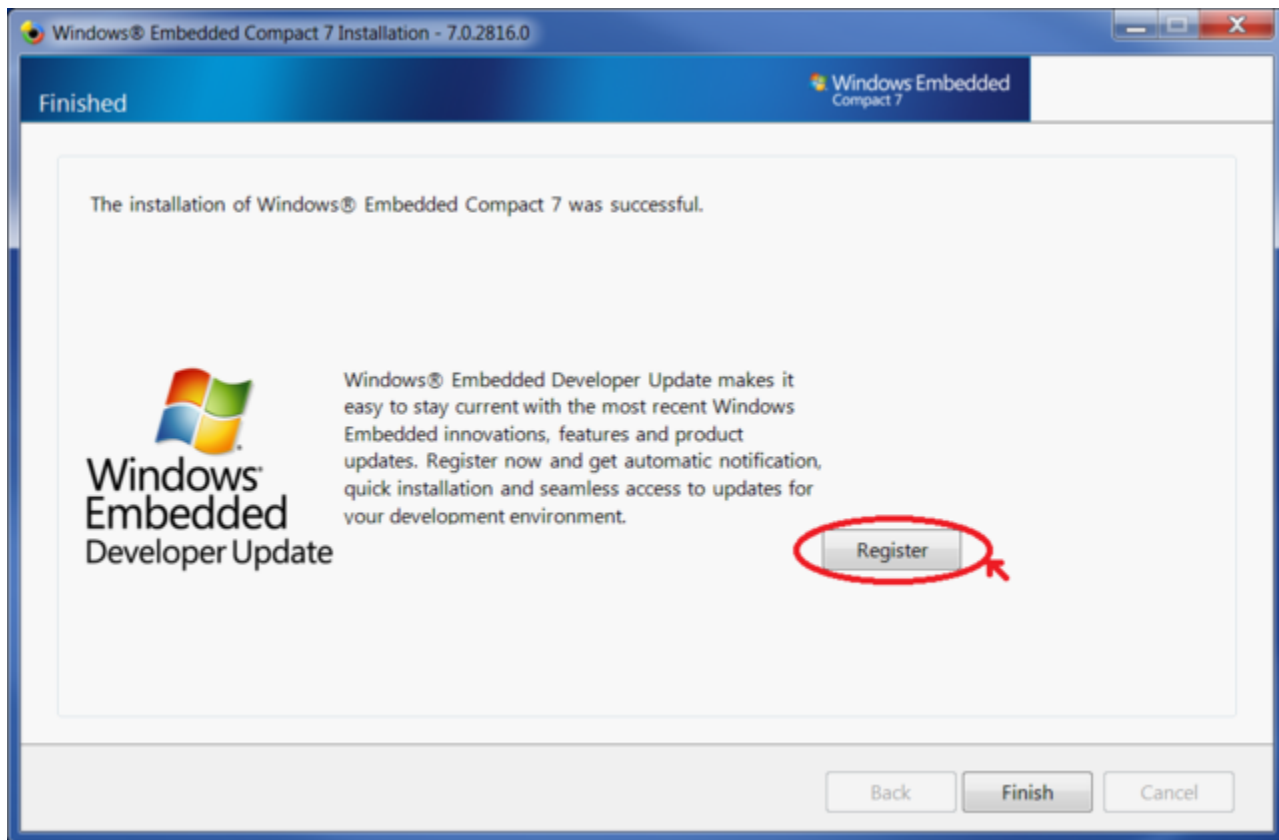 Windows® Embedded Compact 7 Installation - 7.0.2816.0
Finished
Windows Embedded
Compact 7
The installation of Windows® Embedded Compact 7 was successful.
Windows®
Embedded
Developer Update
Windows® Embedded Developer Update makes it
easy to stay current with the most recent Windows
Embedded innovations, features and product
updates. Register now and get automatic notification,
quick installation and seamless access to updates for
your development environment.
Register
Back
Finish
Cancel